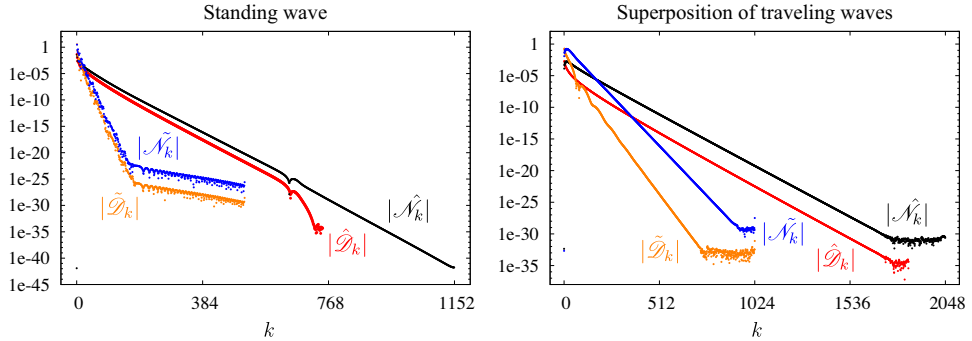 Standing wave
1
1e-05
1e-10
1e-15
1e-20
1e-25
1e-30
1e-35
1e-40
1e-45
0 384 768 1152
k
|𝒩̃_k|
|𝒟̃_k|
|𝒩̂_k|
|𝒟̂_k|
Superposition of traveling waves
1
1e-05
1e-10
1e-15
1e-20
1e-25
1e-30
1e-35
0 512 1024 1536 2048
k
|𝒟̃_k|
|𝒩̃_k|
|𝒟̂_k|
|𝒩̂_k|